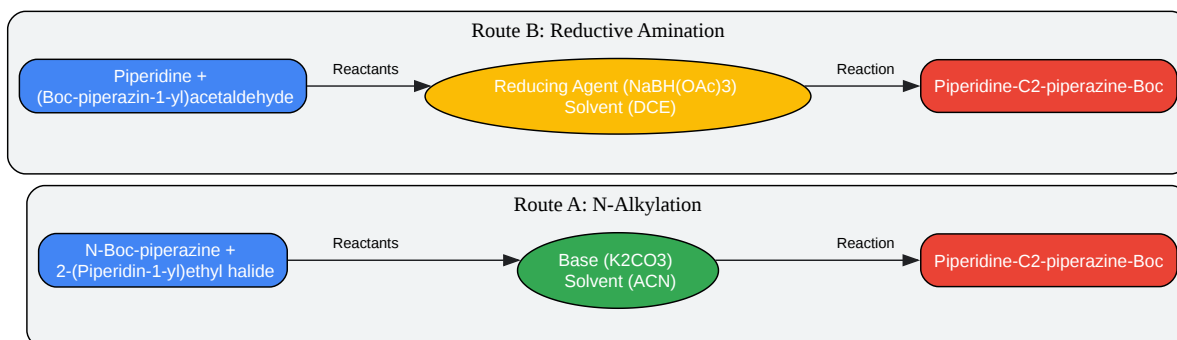 Route B: Reductive Amination
Piperidine +
(Boc-piperazin-1-yl)acetaldehyde
Reactants
Reducing Agent (NaBH(OAc)3)
Solvent (DCE)
Reaction
Piperidine-C2-piperazine-Boc
Route A: N-Alkylation
N-Boc-piperazine +
2-(Piperidin-1-yl)ethyl halide
Reactants
Base (K2CO3)
Solvent (ACN)
Reaction
Piperidine-C2-piperazine-Boc